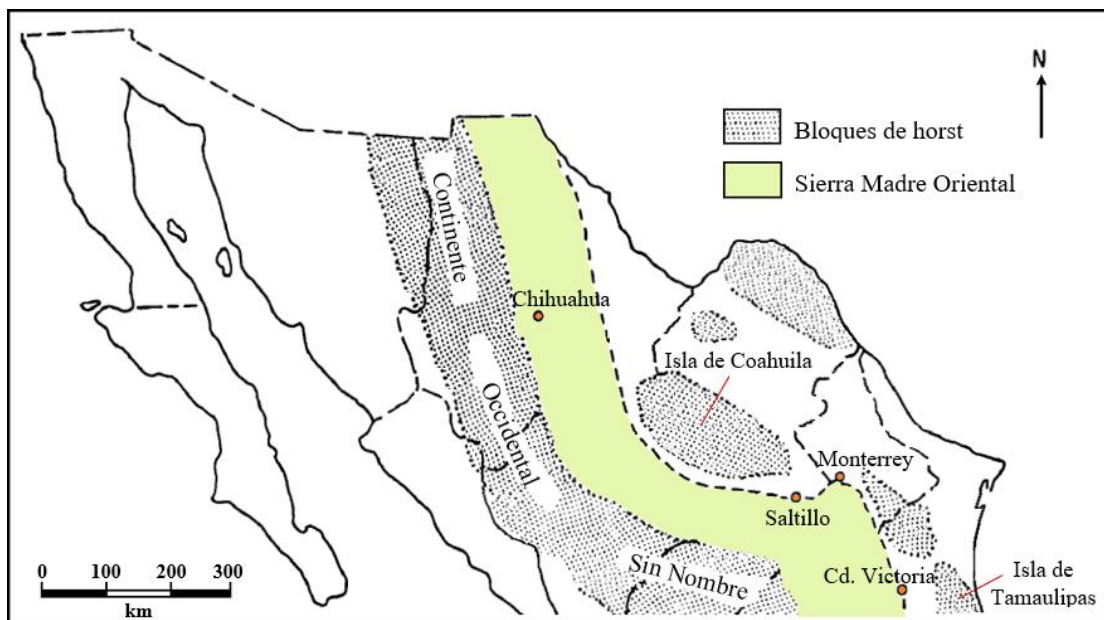 N
Bloques de horst
Sierra Madre Oriental
Continente
Chihuahua
Isla de Coahuila
Occidental
Monterrey
Saltillo
Sin Nombre
Cd. Victoria
Isla de
Tamaulipas
0 100 200 300
km